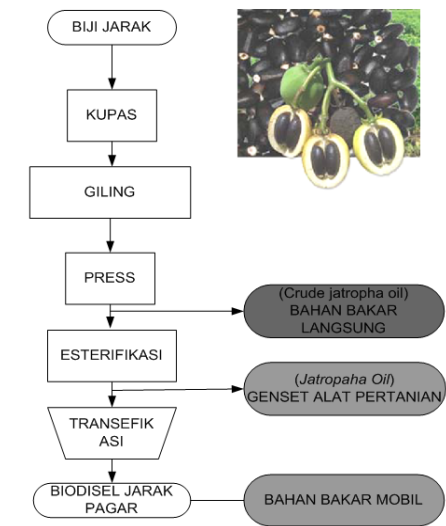 BIJI JARAK
KUPAS
GILING
PRESS
(Crude jatropha oil)
BAHAN BAKAR
LANGSUNG
ESTERIFIKASI
(Jatropaha Oil)
GENSET ALAT PERTANIAN
TRANSEFIK
ASI
BIODISEL JARAK
PAGAR
BAHAN BAKAR MOBIL